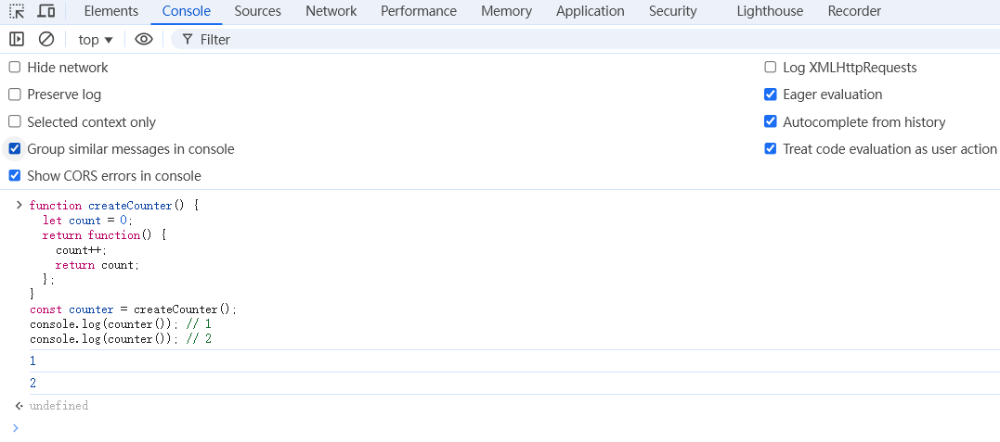 Elements Console Sources Network Performance Memory Application Security Lighthouse Recorder
top Filter
Hide network Log XMLHttpRequests
Preserve log Eager evaluation
Selected context only Autocomplete from history
Group similar messages in console Treat code evaluation as user action
Show CORS errors in console
function createCounter() {
  let count = 0;
  return function() {
    count++;
    return count;
  };
}
const counter = createCounter();
console.log(counter()); // 1
console.log(counter()); // 2
1
2
undefined